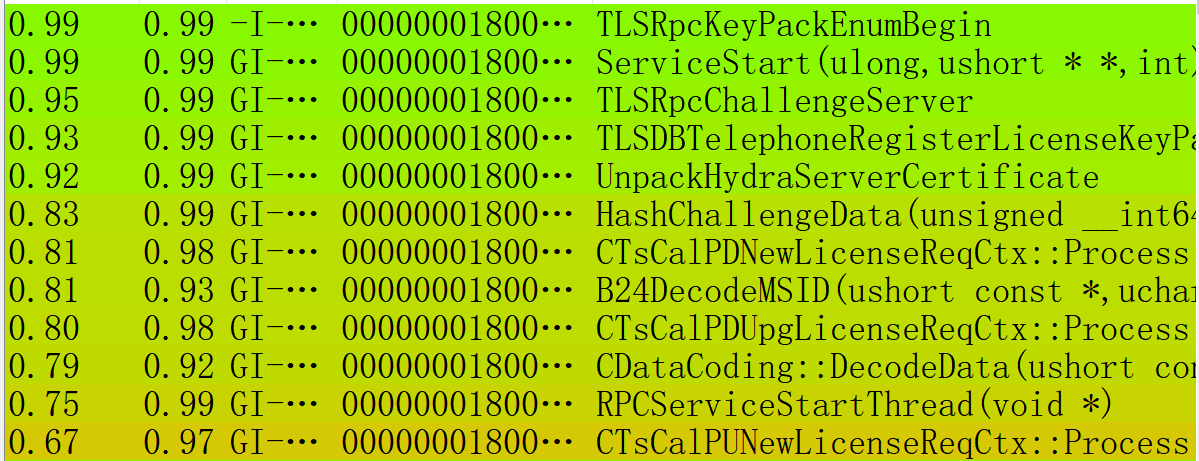 0.99 0.99 -I-… 00000001800… TLSRpcKeyPackEnumBegin
0.99 0.99 GI-… 00000001800… ServiceStart(ulong,ushort * *,int)
0.95 0.99 GI-… 00000001800… TLSRpcChallengeServer
0.93 0.99 GI-… 00000001800… TLSDBTelephoneRegisterLicenseKeyPa
0.92 0.99 GI-… 00000001800… UnpackHydraServerCertificate
0.83 0.99 GI-… 00000001800… HashChallengeData(unsigned __int64
0.81 0.98 GI-… 00000001800… CTsCalPDNewLicenseReqCtx::Process
0.81 0.93 GI-… 00000001800… B24DecodeMSID(ushort const *,uchar
0.80 0.98 GI-… 00000001800… CTsCalPDUpgLicenseReqCtx::Process
0.79 0.92 GI-… 00000001800… CDataCoding::DecodeData(ushort con
0.75 0.99 GI-… 00000001800… RPCServiceStartThread(void *)
0.67 0.97 GI-… 00000001800… CTsCalPUNewLicenseReqCtx::Process